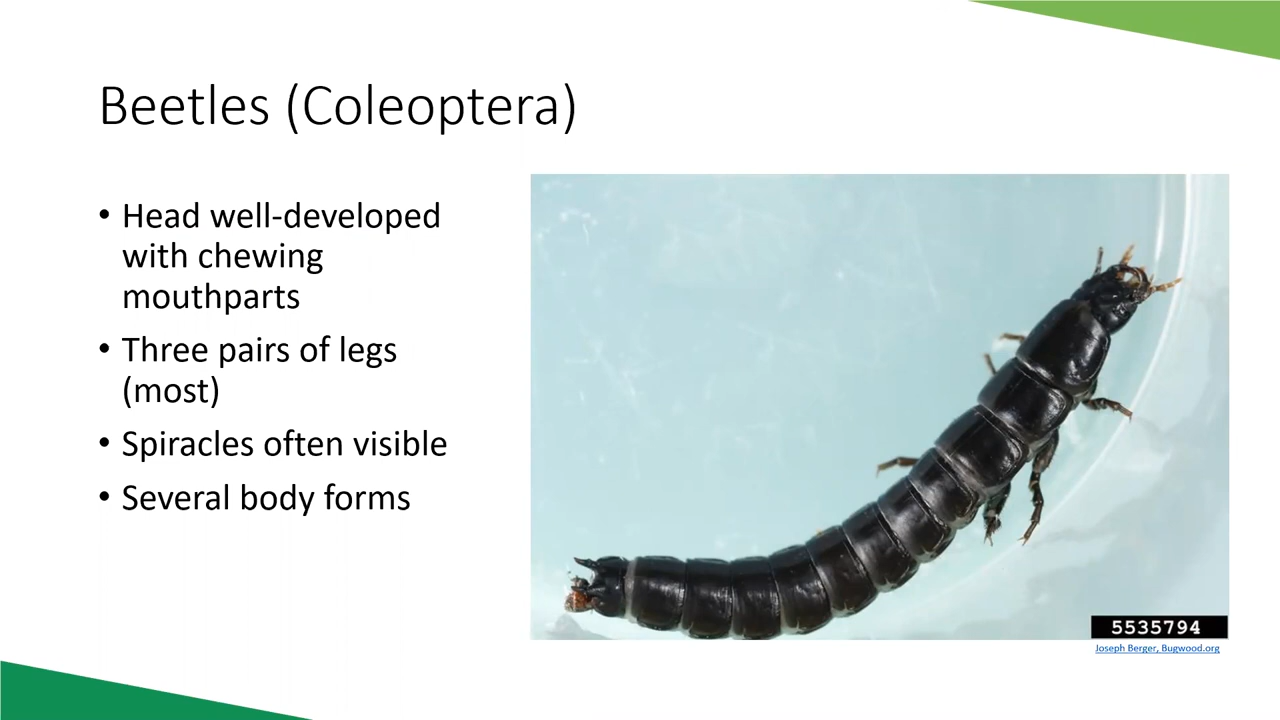 Beetles (Coleoptera)
• Head well-developed
with chewing
mouthparts
• Three pairs of legs
(most)
• Spiracles often visible
• Several body forms
5535794
Joseph Berger, Bugwood.org